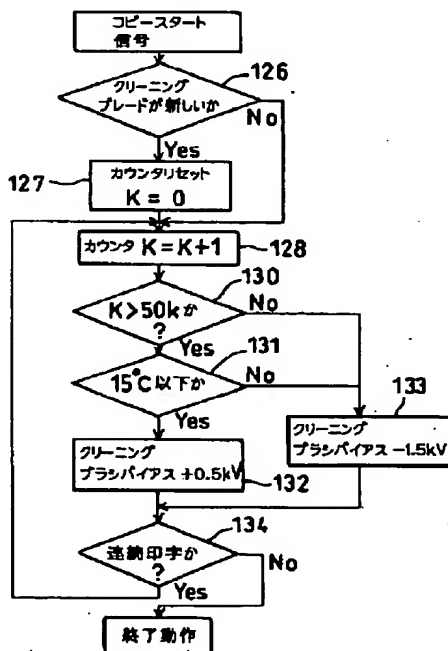 コピースタート
信号
126
クリーニング
ブレードが新しいか
No
Yes
127
カウンタリセット
K = 0
カウンタ K=K+1
128
130
K>50kか
?
No
Yes
131
15°C以下か
No
Yes
133
クリーニング
ブラシバイアス +0.5kV
132
クリーニング
ブラシバイアス -1.5kV
134
連続印字か
?
No
Yes
終了動作